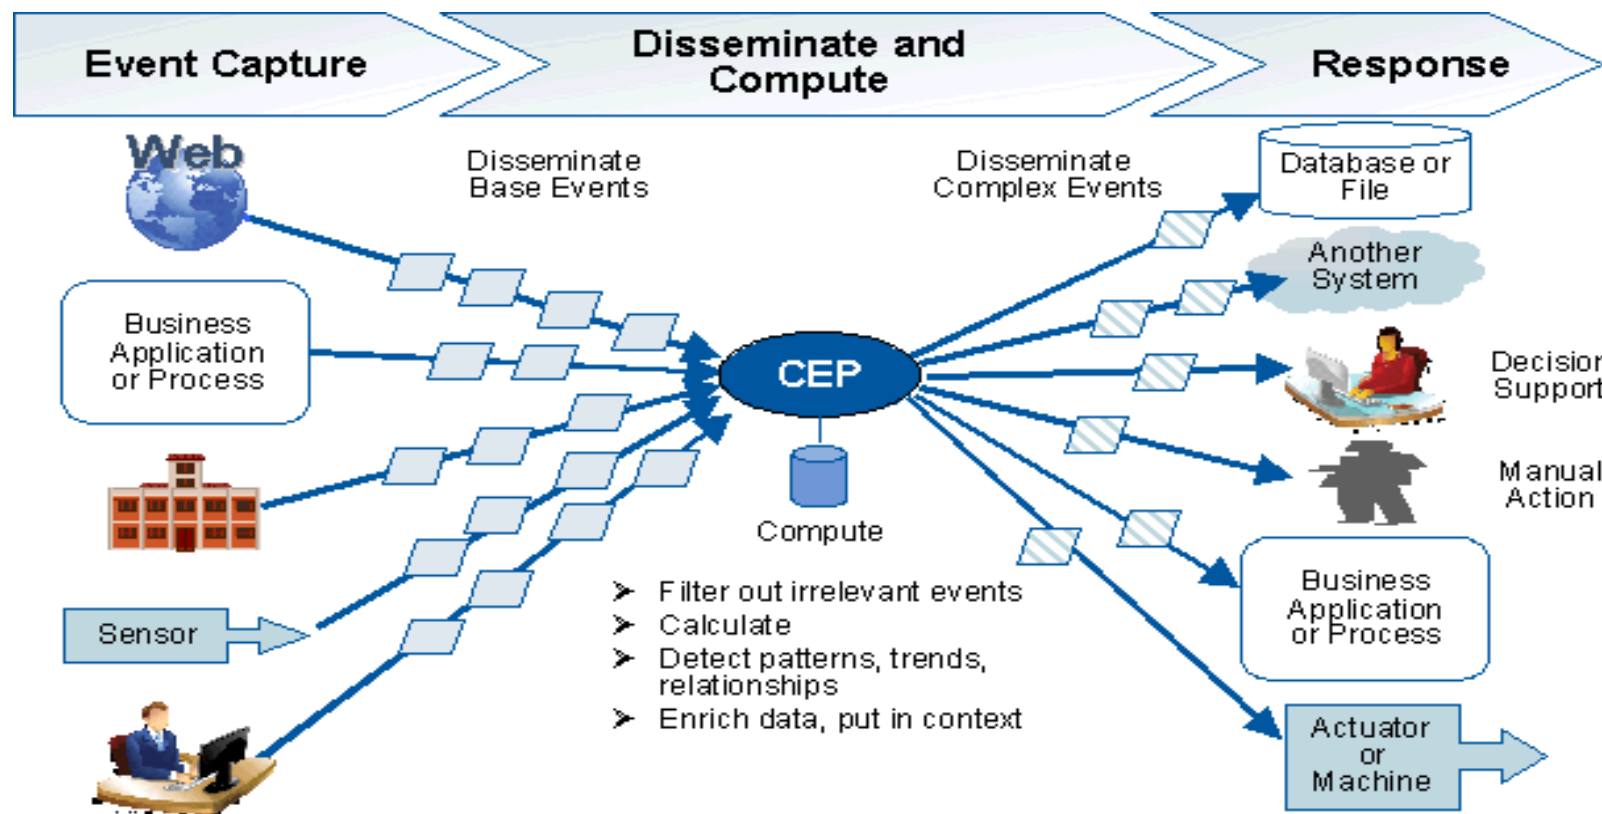 Event Capture
Disseminate and
Compute
Response
Web
Disseminate
Base Events
Disseminate
Complex Events
Database or
File
Another
System
Business
Application
or Process
CEP
Decision
Support
Manual
Action
Compute
Sensor
➢ Filter out irrelevant events
➢ Calculate
➢ Detect patterns, trends,
relationships
➢ Enrich data, put in context
Business
Application
or Process
Actuator
or
Machine